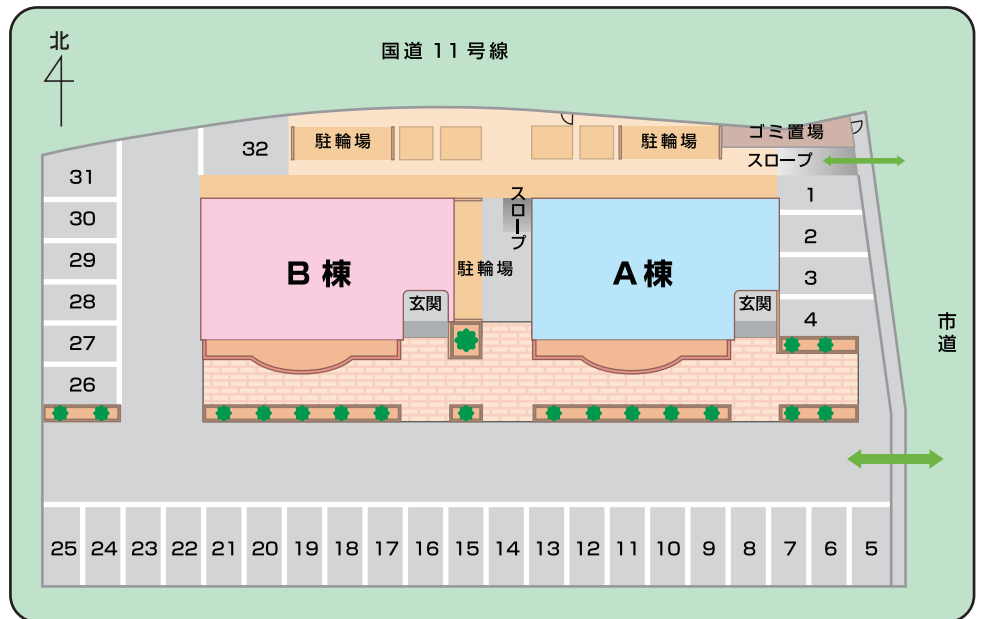 北
国道11号線
32
駐輪場
駐輪場
ゴミ置場
スロープ
31
30
29
28
27
26
B棟
玄関
スロープ
駐輪場
A棟
玄関
1
2
3
4
市道
25 24 23 22 21 20 19 18 17 16 15 14 13 12 11 10 9 8 7 6 5